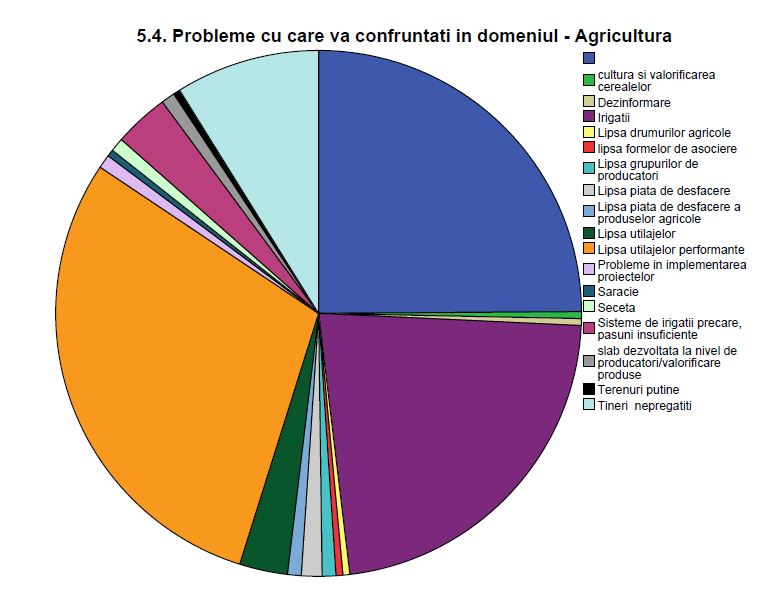 5.4. Probleme cu care va confruntati in domeniul - Agricultura
cultura si valorificarea
cerealelor
Dezinformare
Irigatii
Lipsa drumurilor agricole
lipsa formelor de asociere
Lipsa grupurilor de
producatori
Lipsa piata de desfacere
Lipsa piata de desfacere a
produselor agricole
Lipsa utilajelor
Lipsa utilajelor performante
Probleme in implementarea
proiectelor
Saracie
Seceta
Sisteme de irigatii precare,
pasuni insuficiente
slab dezvoltata la nivel de
producatori/valorificare
produse
Terenuri putine
Tineri  nepregatiti